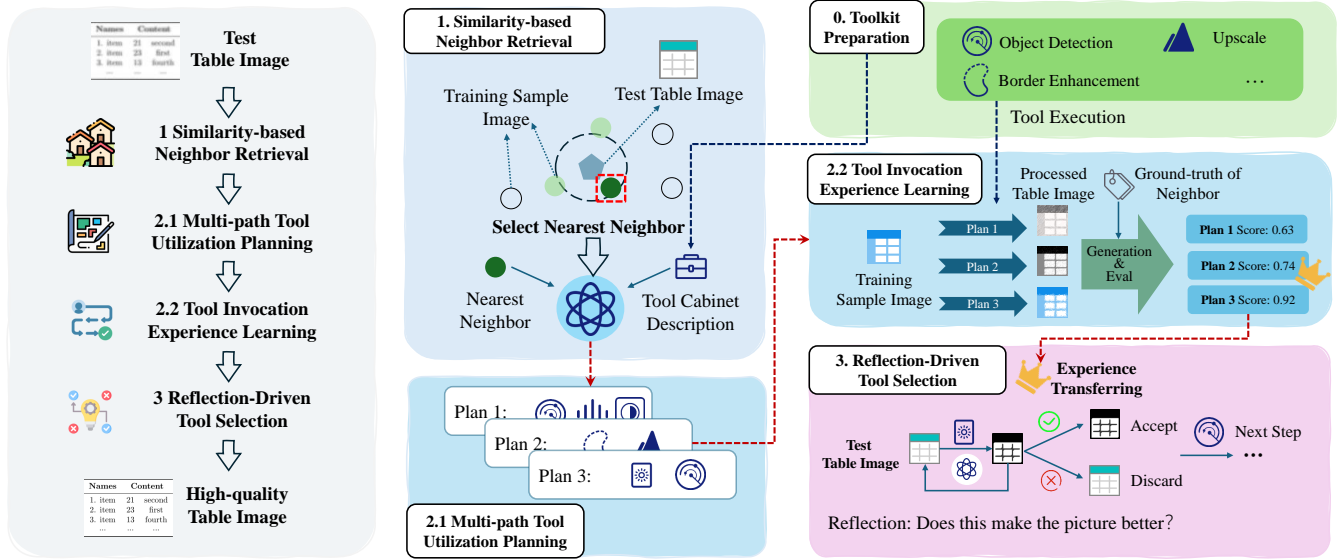 Names Content
1. item 21 second
2. item 23 first
3. item 13 fourth
... ... ...
Test
Table Image
1 Similarity-based
Neighbor Retrieval
2.1 Multi-path Tool
Utilization Planning
2.2 Tool Invocation
Experience Learning
3 Reflection-Driven
Tool Selection
Names Content
1. item 21 second
2. item 23 first
3. item 13 fourth
... ... ...
High-quality
Table Image
1. Similarity-based
Neighbor Retrieval
Training Sample
Image
Test Table Image
Select Nearest Neighbor
Nearest
Neighbor
Tool Cabinet
Description
Plan 1:
Plan 2:
Plan 3:
2.1 Multi-path Tool
Utilization Planning
0. Toolkit
Preparation
Object Detection
Upscale
Border Enhancement
...
Tool Execution
2.2 Tool Invocation
Experience Learning
Processed
Table Image
Ground-truth of
Neighbor
Training
Sample Image
Plan 1
Plan 2
Plan 3
Generation
&
Eval
Plan 1 Score: 0.63
Plan 2 Score: 0.74
Plan 3 Score: 0.92
3. Reflection-Driven
Tool Selection
Experience
Transferring
Test
Table Image
Accept
Discard
Next Step
...
Reflection: Does this make the picture better?